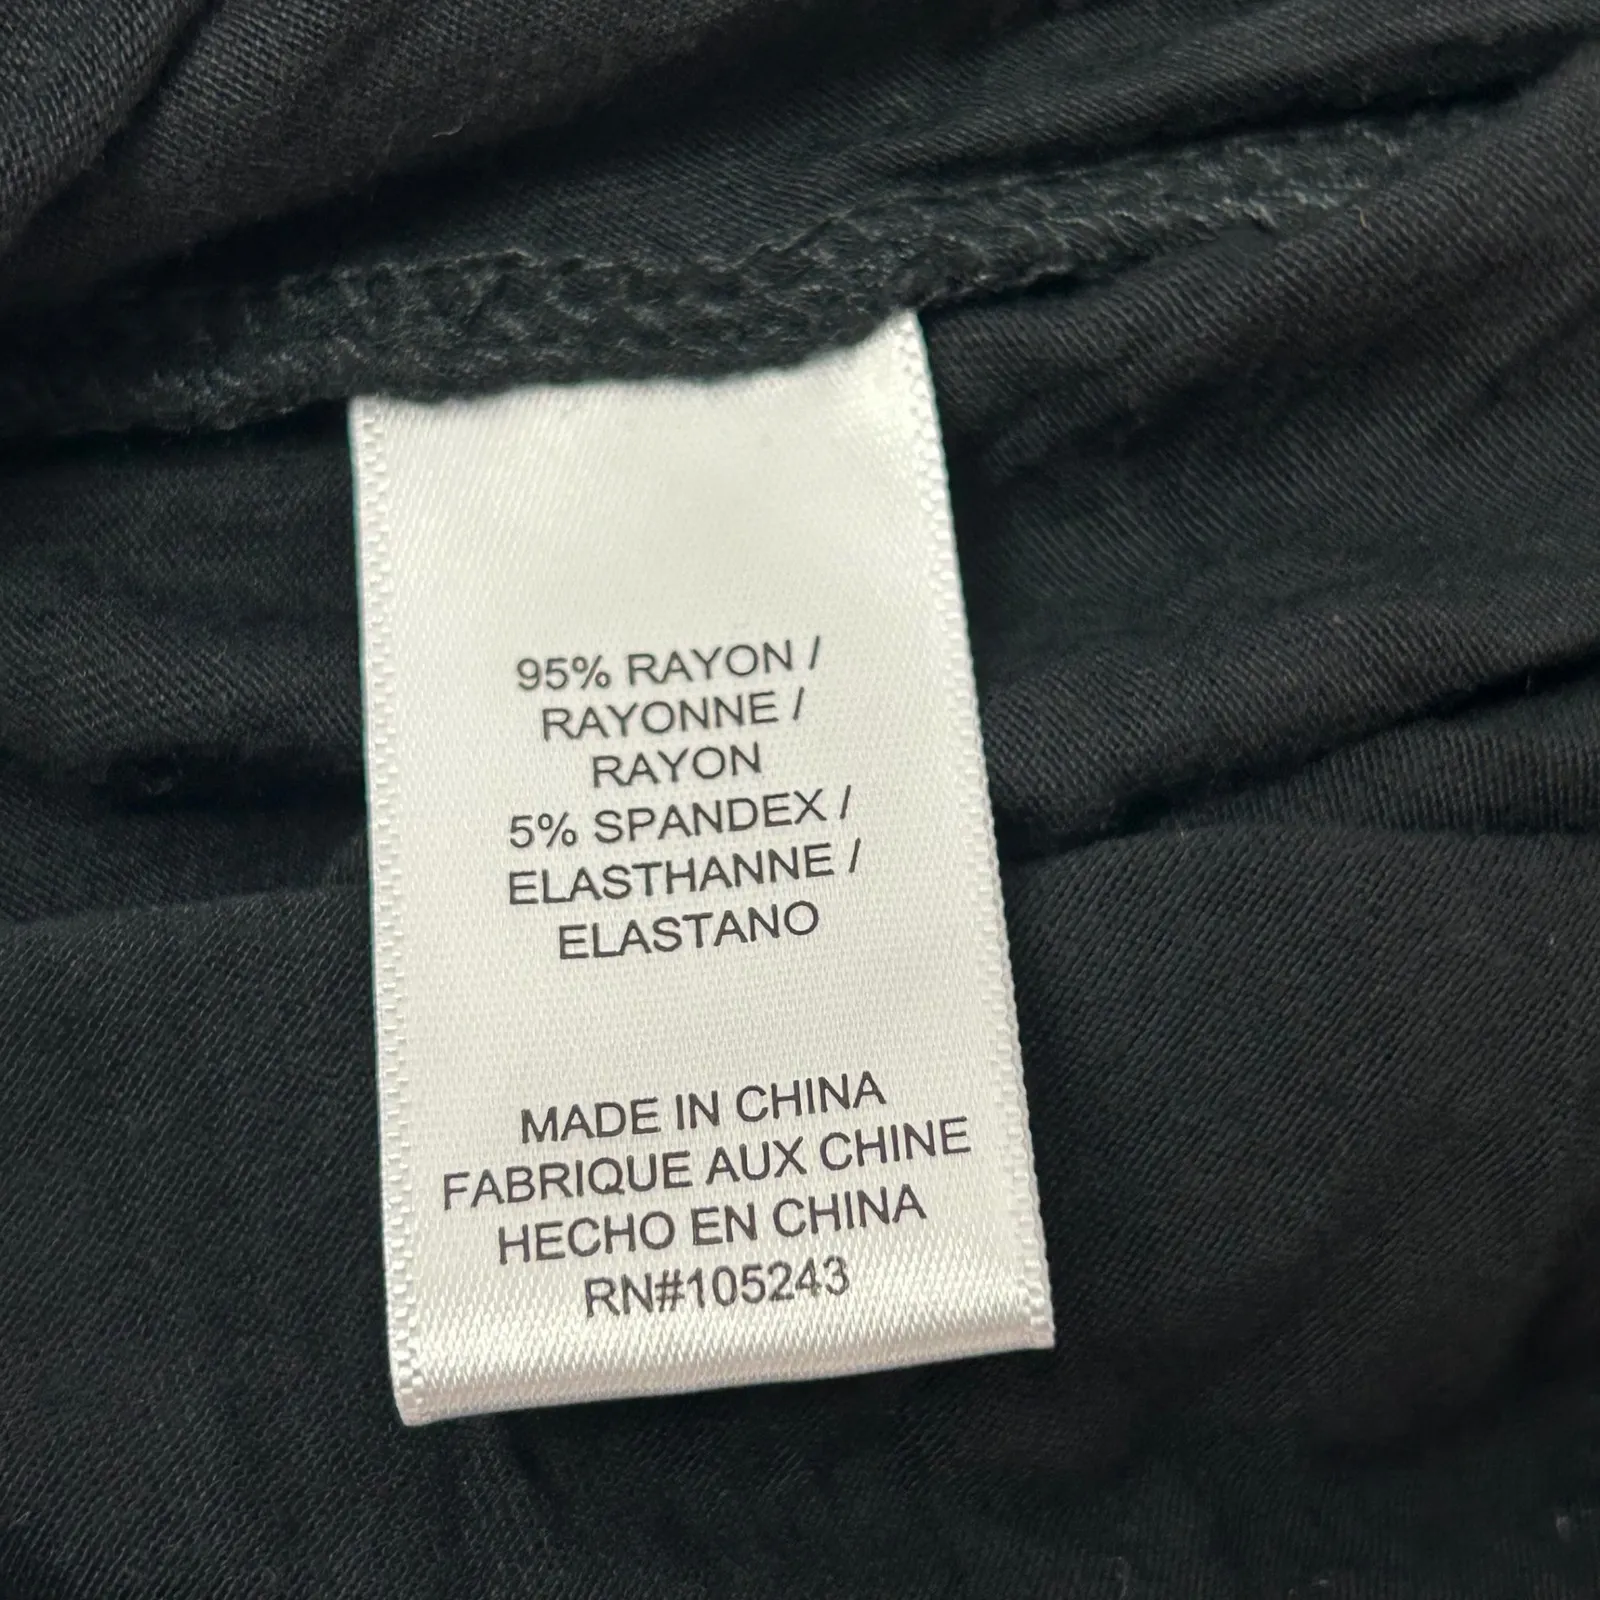 95% RAYON /
RAYONNE /
RAYON
5% SPANDEX /
ELASTHANNE /
ELASTANO
MADE IN CHINA
FABRIQUE AUX CHINE
HECHO EN CHINA
RN#105243